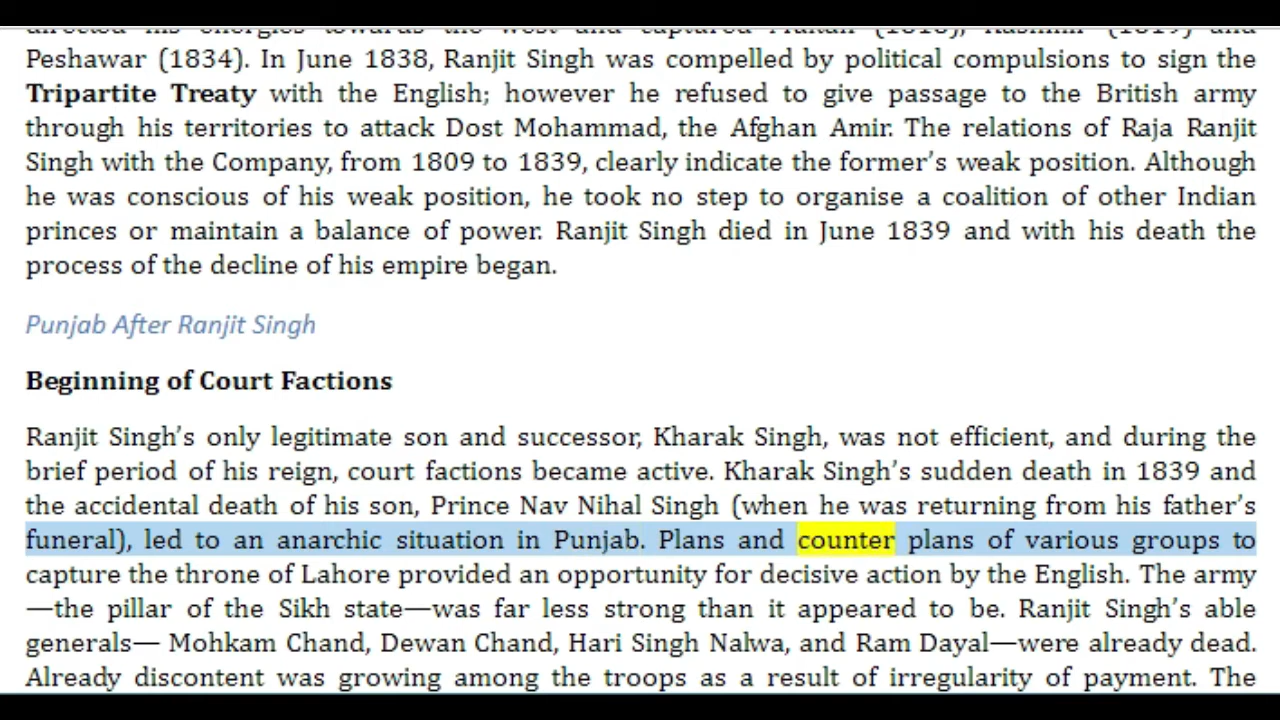 Peshawar (1834). In June 1838, Ranjit Singh was compelled by political compulsions to sign the
Tripartite Treaty with the English; however he refused to give passage to the British army
through his territories to attack Dost Mohammad, the Afghan Amir. The relations of Raja Ranjit
Singh with the Company, from 1809 to 1839, clearly indicate the former’s weak position. Although
he was conscious of his weak position, he took no step to organise a coalition of other Indian
princes or maintain a balance of power. Ranjit Singh died in June 1839 and with his death the
process of the decline of his empire began.
Punjab After Ranjit Singh
Beginning of Court Factions
Ranjit Singh’s only legitimate son and successor, Kharak Singh, was not efficient, and during the
brief period of his reign, court factions became active. Kharak Singh’s sudden death in 1839 and
the accidental death of his son, Prince Nav Nihal Singh (when he was returning from his father’s
funeral), led to an anarchic situation in Punjab. Plans and counter plans of various groups to
capture the throne of Lahore provided an opportunity for decisive action by the English. The army
—the pillar of the Sikh state—was far less strong than it appeared to be. Ranjit Singh’s able
generals— Mohkam Chand, Dewan Chand, Hari Singh Nalwa, and Ram Dayal—were already dead.
Already discontent was growing among the troops as a result of irregularity of payment. The